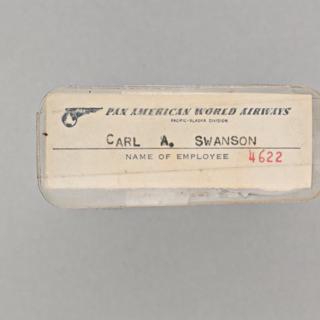 PAN AMERICAN WORLD AIRWAYS
PACIFIC-ALASKA DIVISION
CARL A. SWANSON
NAME OF EMPLOYEE 4622